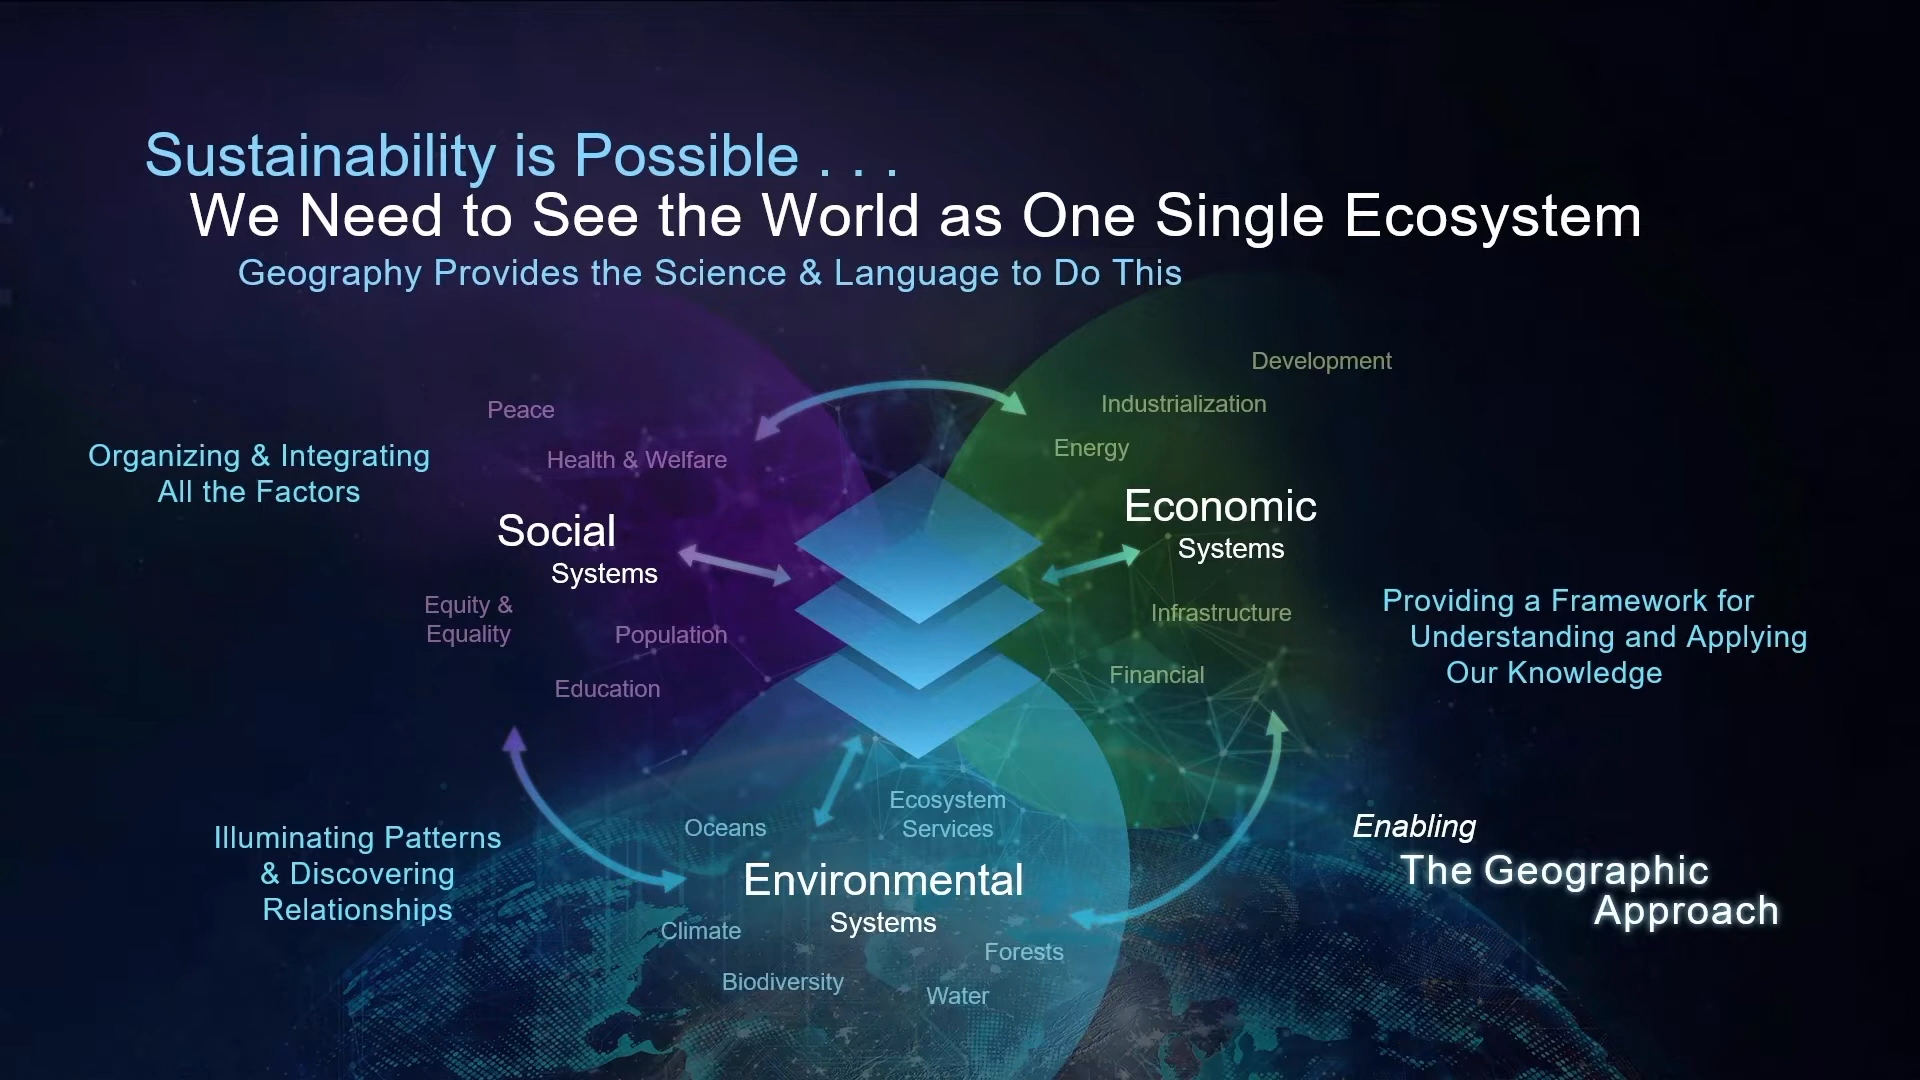 Sustainability is Possible . . .
We Need to See the World as One Single Ecosystem
Geography Provides the Science & Language to Do This
Organizing & Integrating
All the Factors
Peace
Health & Welfare
Social
Systems
Equity &
Equality
Population
Education
Development
Industrialization
Energy
Economic
Systems
Infrastructure
Financial
Providing a Framework for
Understanding and Applying
Our Knowledge
Illuminating Patterns
& Discovering
Relationships
Oceans
Ecosystem
Services
Environmental
Systems
Climate
Forests
Biodiversity
Water
Enabling
The Geographic
Approach